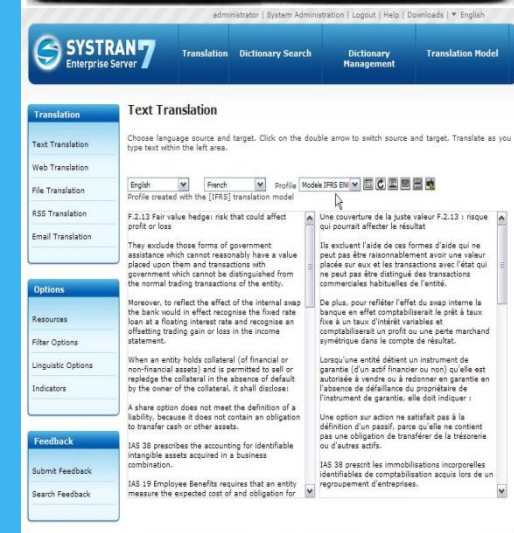 administrator | System Administration | Logout | Help | Downloads | ▼ English
SYSTRAN 7
Enterprise Server
Translation
Dictionary Search
Dictionary
Management
Translation Model
Translation
Text Translation
Web Translation
File Translation
RSS Translation
Email Translation
Options
Resources
Filter Options
Linguistic Options
Indicators
Feedback
Submit Feedback
Search Feedback
Text Translation
Choose language source and target. Click on the double arrow to switch source and target. Translate as you
type text within the left area.
English French Profile Modele IFRS EN
Profile created with the [IFRS] translation model
F.2.13 Fair value hedge: risk that could affect
profit or loss
They exclude those forms of government
assistance which cannot reasonably have a value
placed upon them and transactions with
government which cannot be distinguished from
the normal trading transactions of the entity.
Moreover, to reflect the effect of the internal swap
the bank would in effect recognise the fixed rate
loan at a floating interest rate and recognise an
offsetting trading gain or loss in the income
statement.
When an entity holds collateral (of financial or
non-financial assets) and is permitted to sell or
repledge the collateral in the absence of default
by the owner of the collateral, it shall disclose:
A share option does not meet the definition of a
liability, because it does not contain an obligation
to transfer cash or other assets.
IAS 38 prescribes the accounting for identifiable
intangible assets acquired in a business
combination.
IAS 19 Employee Benefits requires that an entity
measure the expected cost of and obligation for
Une couverture de la juste valeur F.2.13 : risque
qui pourrait affecter le résultat
Ils excluent l'aide de ces formes d'aide qui ne
peut pas être raisonnablement avoir une valeur
placée sur eux et les transactions avec l'état qui
ne peut pas être distingué des transactions
commerciales habituelles de l'entité.
De plus, pour refléter l'effet du swap interne la
banque en effet comptabiliserait le prêt à taux
fixe à un taux d'intérêt variables et
comptabiliserait un profit ou une perte marchand
symétrique dans le compte de résultat.
Lorsqu'une entité détient un instrument de
garantie (d'un actif financier ou non) qu'elle est
autorisée à vendre ou à redonner en garantie en
l'absence de défaillance du propriétaire de
l'instrument de garantie, elle doit indiquer :
Une option sur action ne satisfait pas à la
définition d'un passif, parce qu'elle ne contient
pas une obligation de transférer de la trésorerie
ou d'autres actifs.
IAS 38 prescrit les immobilisations incorporelles
identifiables de comptabilisation acquis lors de un
regroupement d'entreprises.